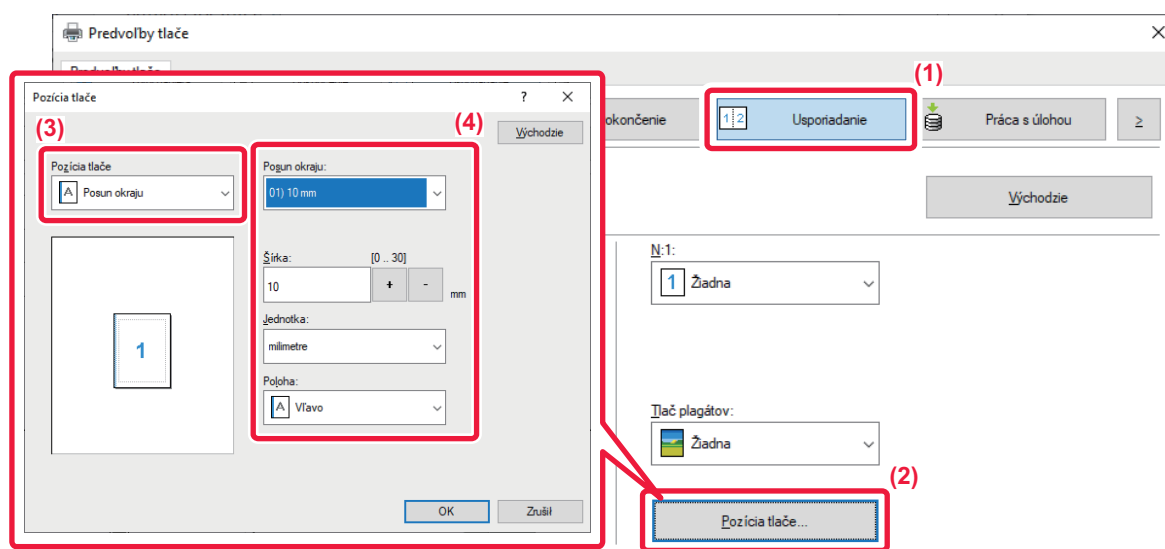 Predvoľby tlače
Predvoľby tlače
(1)
Pozícia tlače
?
(3)
(4)
Východzie
okončenie
1 2
Usporiadanie
Práca s úlohou
≥
Pozícia tlače
Posun okraju:
A Posun okraju
01) 10 mm
Východzie
Šírka:
[0 .. 30]
10
+
-
mm
N:1:
1 Žiadna
Jednotka:
milimetre
1
Poloha:
A Vľavo
Tlač plagátov:
Žiadna
(2)
OK
Zrušiť
Pozícia tlače...